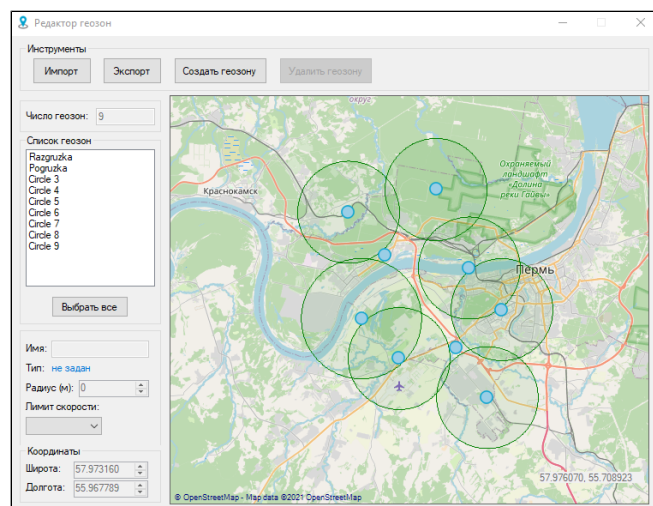 Редактор геозон
Инструменты
Импорт
Экспорт
Создать геозону
Удалить геозону
Число геозон: 9
Список геозон
Razgruzka
Pogruzka
Circle 3
Circle 4
Circle 5
Circle 6
Circle 7
Circle 8
Circle 9
Выбрать все
Имя:
Тип: не задан
Радиус (м): 0
Лимит скорости:
Координаты
Широта: 57.973160
Долгота: 55.967789
округ
Охраняемый
ландшафт
«Долина
реки Гайвы»
Краснокамск
Пермь
57.976070, 55.708923
© OpenStreetMap - Map data ©2021 OpenStreetMap